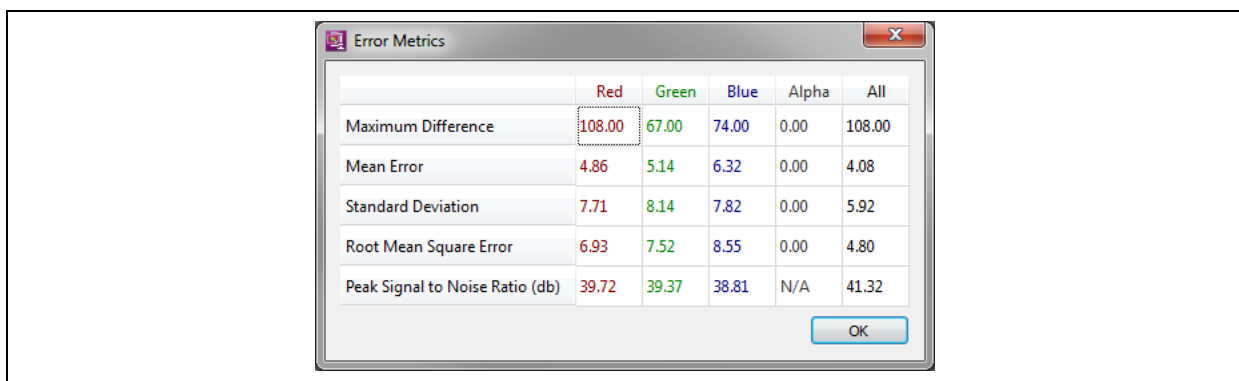 Error Metrics
Red Green Blue Alpha All
Maximum Difference 108.00 67.00 74.00 0.00 108.00
Mean Error 4.86 5.14 6.32 0.00 4.08
Standard Deviation 7.71 8.14 7.82 0.00 5.92
Root Mean Square Error 6.93 7.52 8.55 0.00 4.80
Peak Signal to Noise Ratio (db) 39.72 39.37 38.81 N/A 41.32
OK